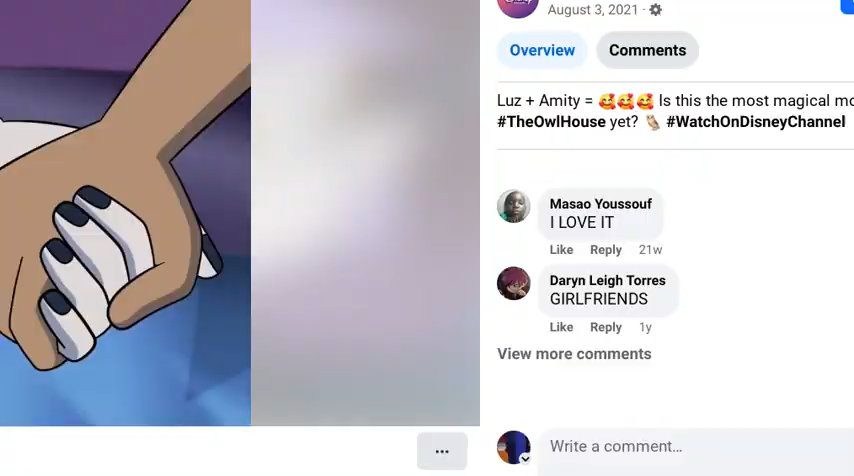 August 3, 2021 ·
Overview
Comments
Luz + Amity = 🥰🥰🥰 Is this the most magical
#TheOwlHouse yet? 🦉 #WatchOnDisneyChannel
Masao Youssouf
I LOVE IT
Like Reply 21w
Daryn Leigh Torres
GIRLFRIENDS
Like Reply 1y
View more comments
Write a comment...